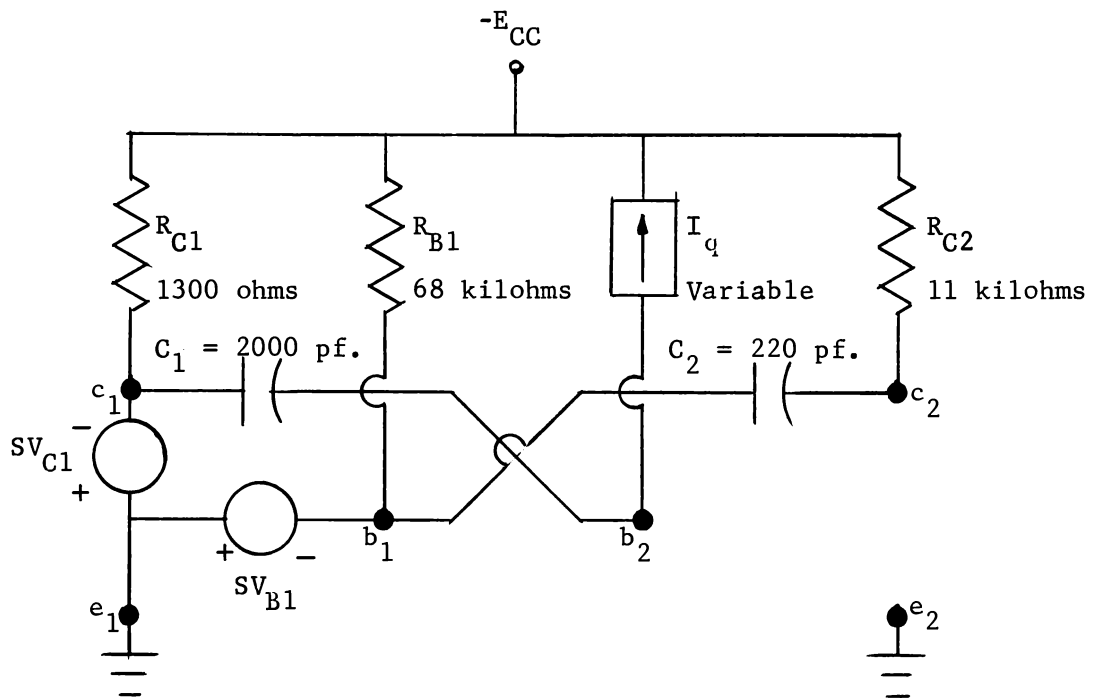 -E_CC
R_C1
1300 ohms
R_B1
68 kilohms
I_q
Variable
R_C2
11 kilohms
C_1 = 2000 pf.
C_2 = 220 pf.
c_1
c_2
-
SV_C1
+
+
-
SV_B1
b_1
b_2
e_1
e_2